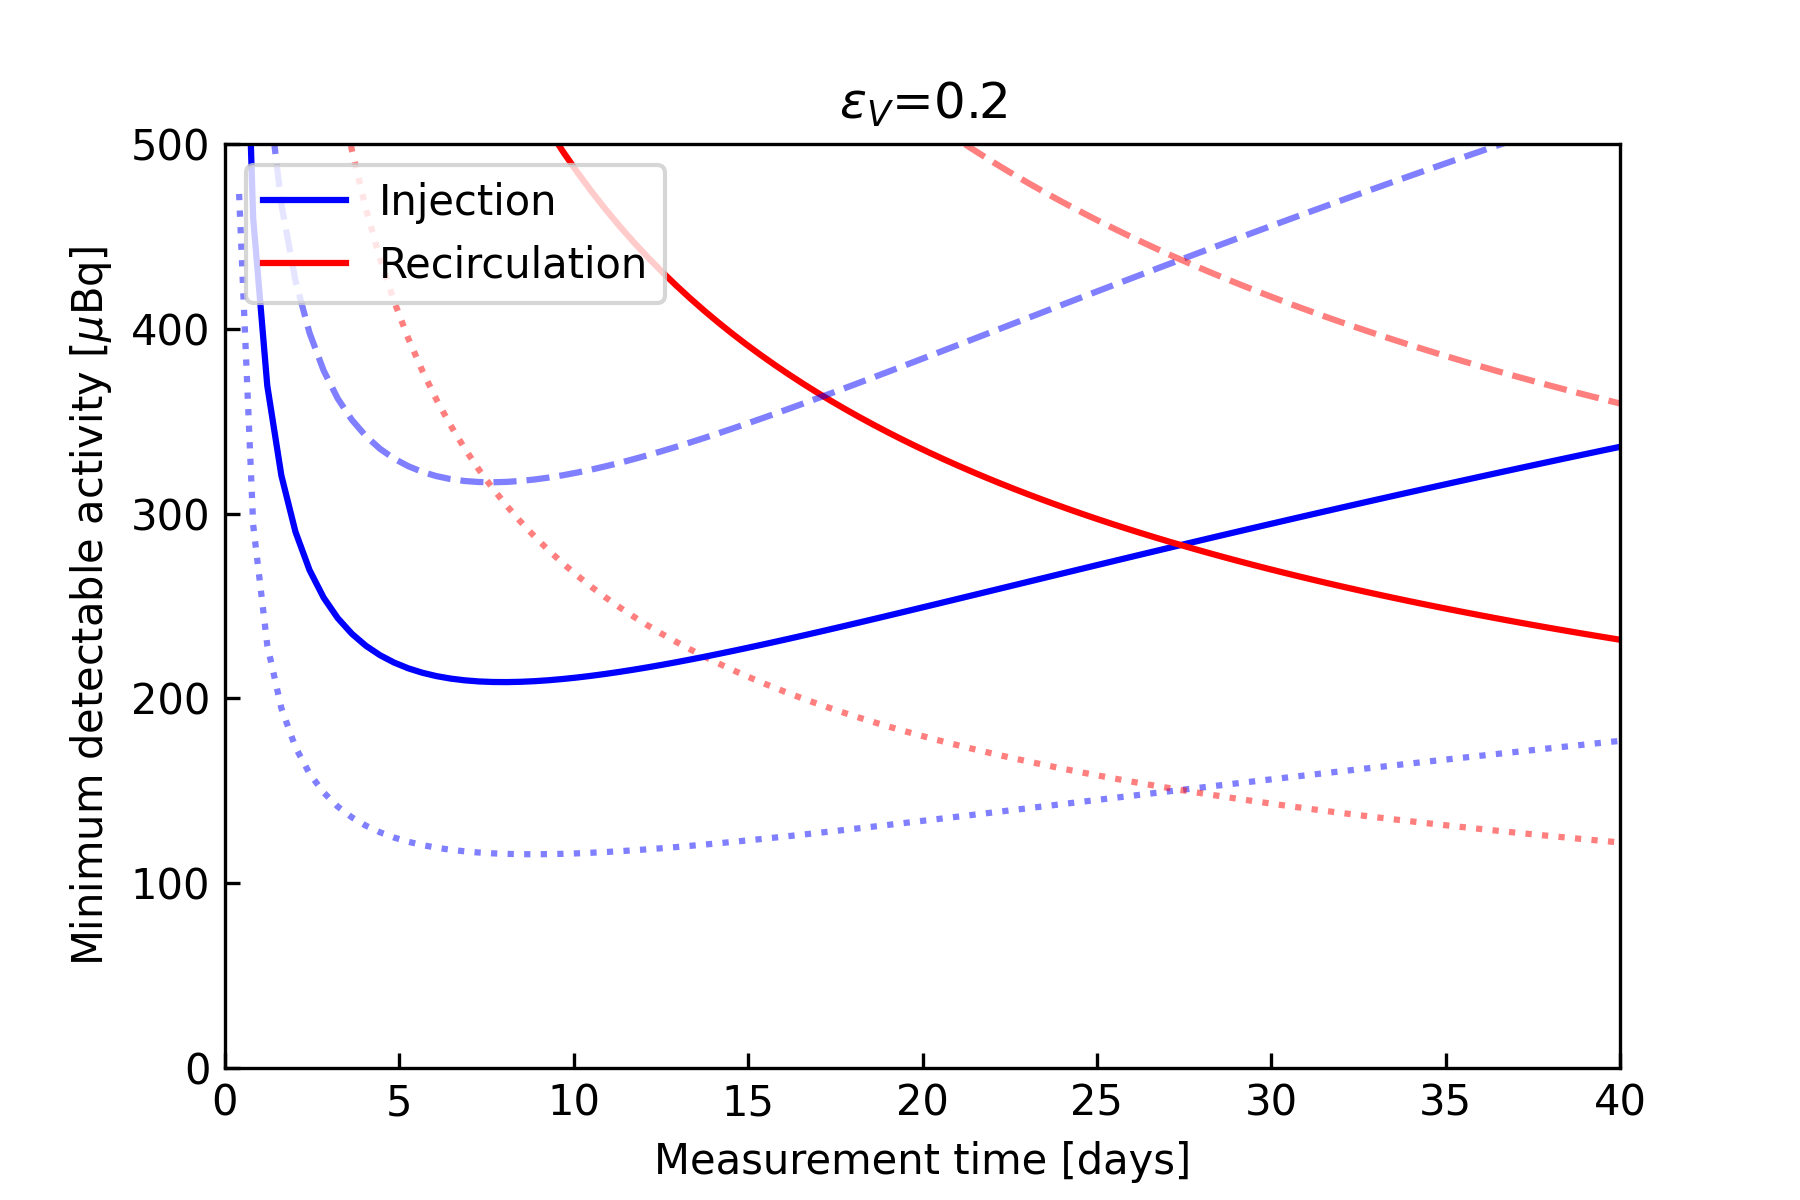 ε_V=0.2
Minimum detectable activity [μBq]
500
400
300
200
100
0
Injection
Recirculation
0 5 10 15 20 25 30 35 40
Measurement time [days]